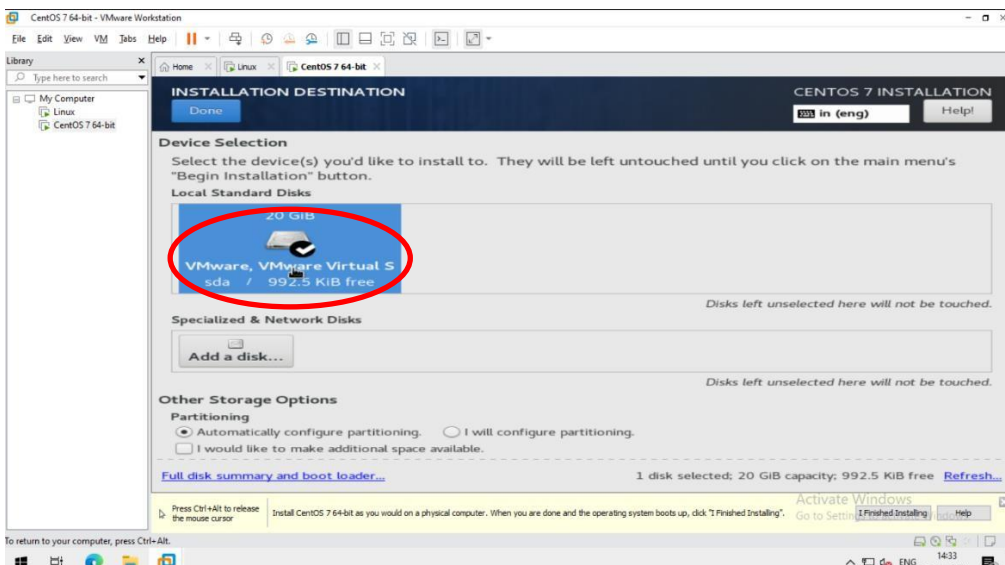 CentOS 7 64-bit - VMware Workstation
File Edit View VM Tabs Help
Library
Type here to search
My Computer
Linux
CentOS 7 64-bit
Home Linux CentOS 7 64-bit
INSTALLATION DESTINATION
CENTOS 7 INSTALLATION
Done
in (eng)
Help!
Device Selection
Select the device(s) you'd like to install to. They will be left untouched until you click on the main menu's
"Begin Installation" button.
Local Standard Disks
20 GiB
VMware, VMware Virtual S
sda / 992.5 KiB free
Disks left unselected here will not be touched.
Specialized & Network Disks
Add a disk...
Disks left unselected here will not be touched.
Other Storage Options
Partitioning
Automatically configure partitioning. I will configure partitioning.
I would like to make additional space available.
Full disk summary and boot loader...
1 disk selected; 20 GiB capacity; 992.5 KiB free Refresh...
Activate Windows
Press Ctrl+Alt to release
the mouse cursor
Install CentOS 7 64-bit as you would on a physical computer. When you are done and the operating system boots up, click "I Finished Installing".
Go to
I Finished Installing
Help
To return to your computer, press Ctrl+Alt.
ENG
14:33